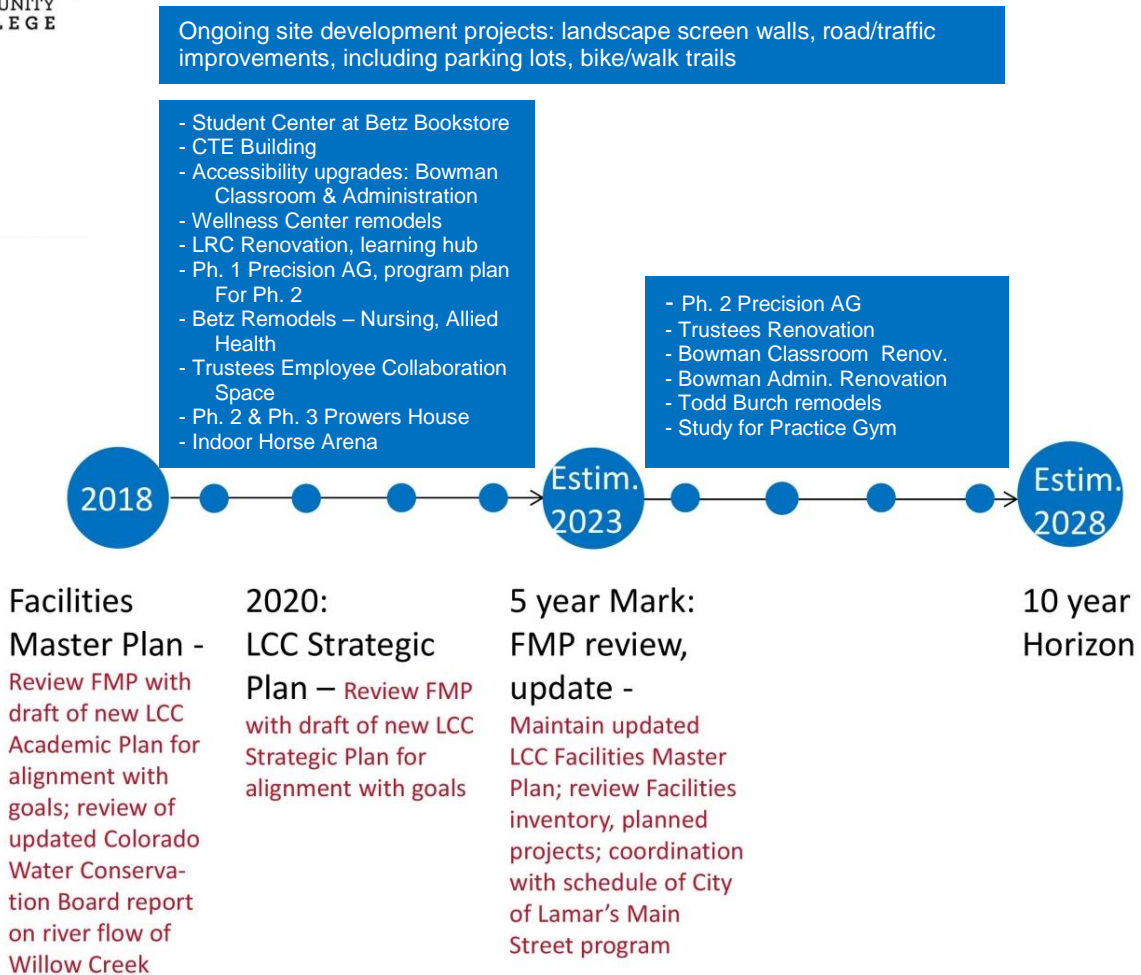 Ongoing site development projects: landscape screen walls, road/traffic
improvements, including parking lots, bike/walk trails
- Student Center at Betz Bookstore
- CTE Building
- Accessibility upgrades: Bowman
Classroom & Administration
- Wellness Center remodels
- LRC Renovation, learning hub
- Ph. 1 Precision AG, program plan
For Ph. 2
- Betz Remodels – Nursing, Allied
Health
- Trustees Employee Collaboration
Space
- Ph. 2 & Ph. 3 Prowers House
- Indoor Horse Arena
- Ph. 2 Precision AG
- Trustees Renovation
- Bowman Classroom Renov.
- Bowman Admin. Renovation
- Todd Burch remodels
- Study for Practice Gym
2018
Estim.
2023
Estim.
2028
Facilities
Master Plan -
Review FMP with
draft of new LCC
Academic Plan for
alignment with
goals; review of
updated Colorado
Water Conserva-
tion Board report
on river flow of
Willow Creek
2020:
LCC Strategic
Plan – Review FMP
with draft of new LCC
Strategic Plan for
alignment with goals
5 year Mark:
FMP review,
update -
Maintain updated
LCC Facilities Master
Plan; review Facilities
inventory, planned
projects; coordination
with schedule of City
of Lamar's Main
Street program
10 year
Horizon